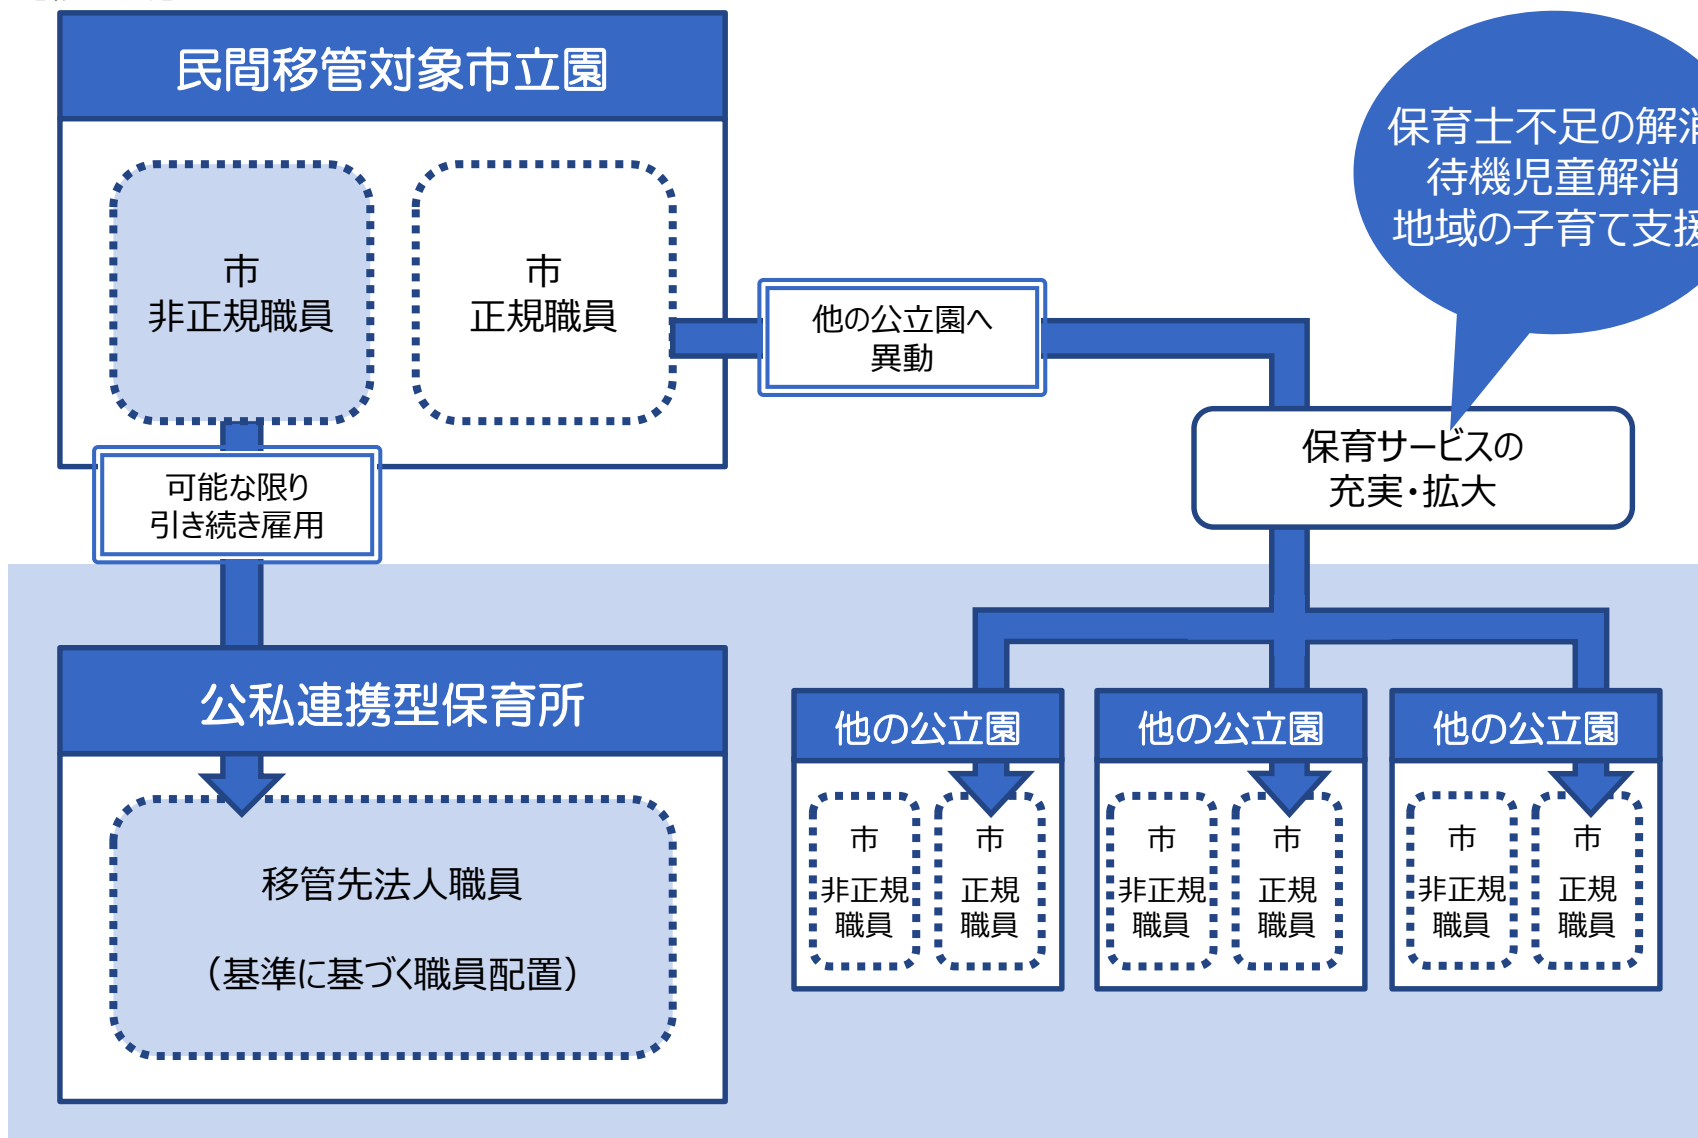 民間移管対象市立園
市
非正規職員
市
正規職員
他の公立園へ
異動
保育士不足の解消
待機児童解消
地域の子育て支援
保育サービスの
充実・拡大
可能な限り
引き続き雇用
公私連携型保育所
移管先法人職員
（基準に基づく職員配置）
他の公立園
市
非正規
職員
市
正規
職員
他の公立園
市
非正規
職員
市
正規
職員
他の公立園
市
非正規
職員
市
正規
職員